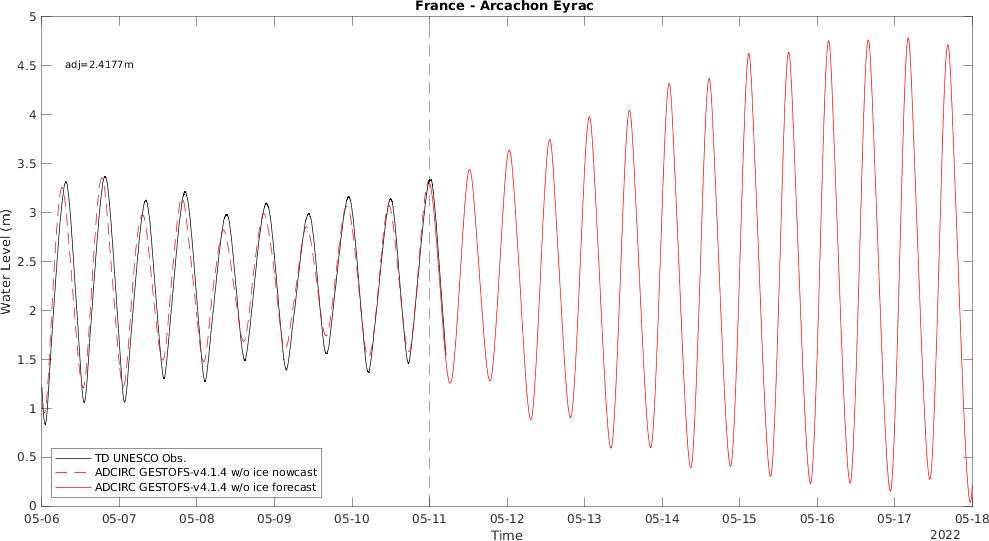 France - Arcachon Eyrac
adj=2.4177m
Water Level (m)
5
4.5
4
3.5
3
2.5
2
1.5
1
0.5
0
TD UNESCO Obs.
ADCIRC GESTOFS-v4.1.4 w/o ice nowcast
ADCIRC GESTOFS-v4.1.4 w/o ice forecast
05-06 05-07 05-08 05-09 05-10 05-11 05-12 05-13 05-14 05-15 05-16 05-17 05-18
Time
2022